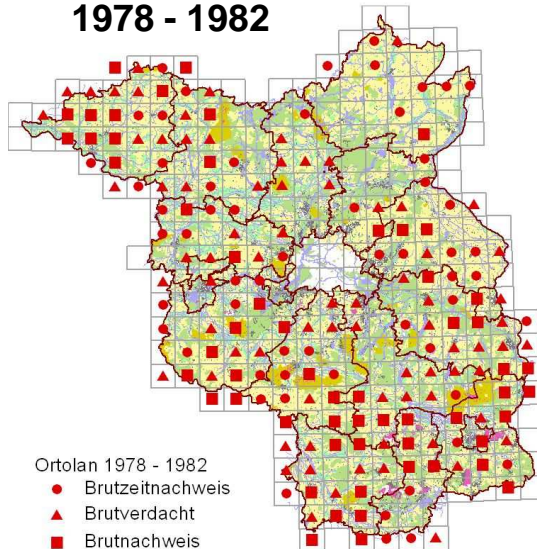 1978 - 1982
Ortolan 1978 - 1982
Brutzeitnachweis
Brutverdacht
Brutnachweis